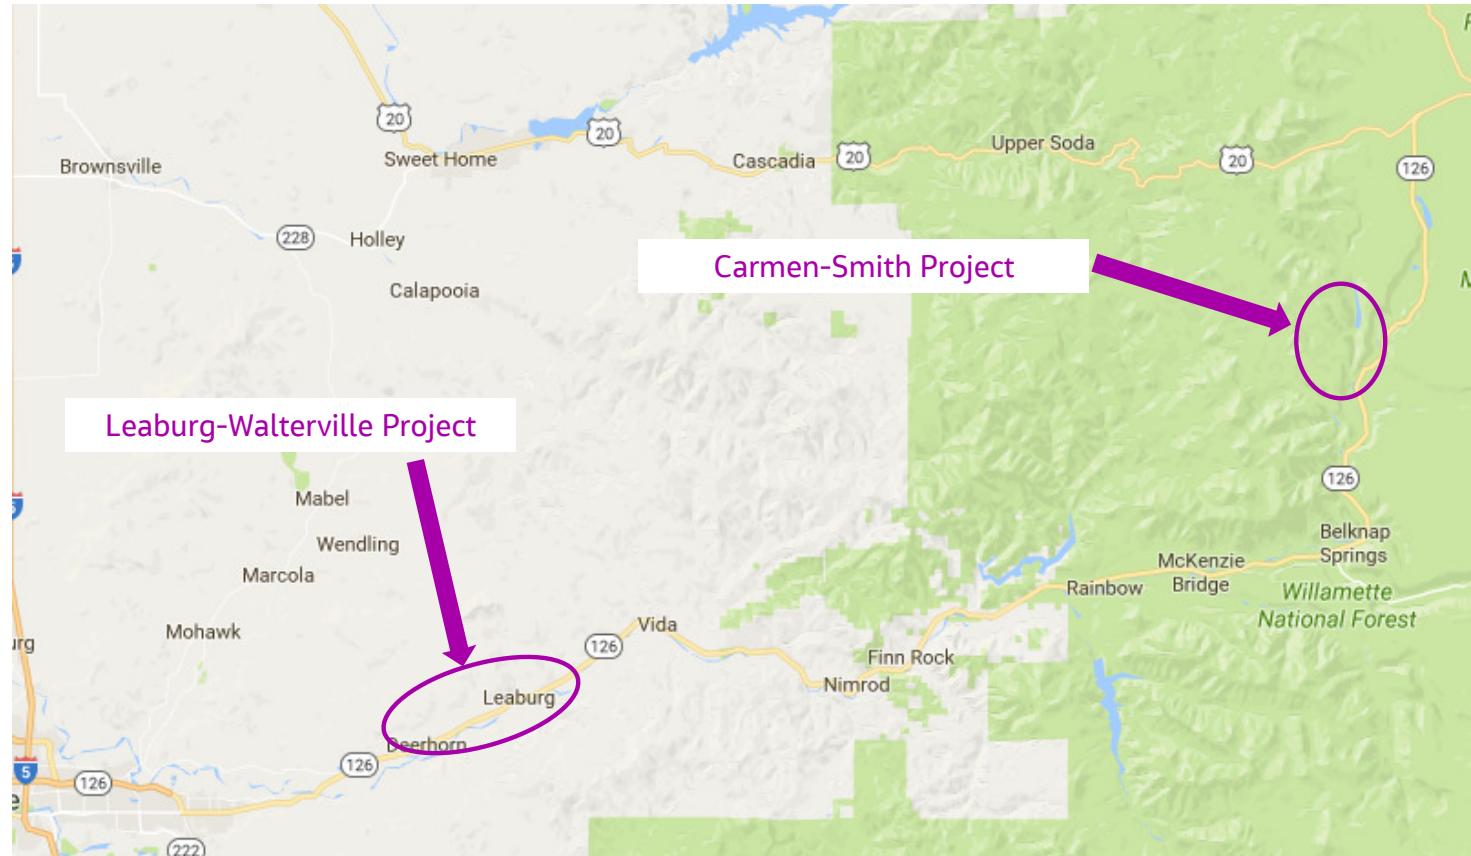 20
20
Sweet Home
Brownsville
Cascadia
20
Upper Soda
20
126
228
Holley
Calapooia
Carmen-Smith Project
Leaburg-Walterville Project
Mabel
Wendling
Marcola
Mohawk
126
Belknap
Springs
McKenzie
Bridge
Rainbow
Willamette
National Forest
Vida
126
Finn Rock
Nimrod
Leaburg
Deerhorn
126
5
126
222